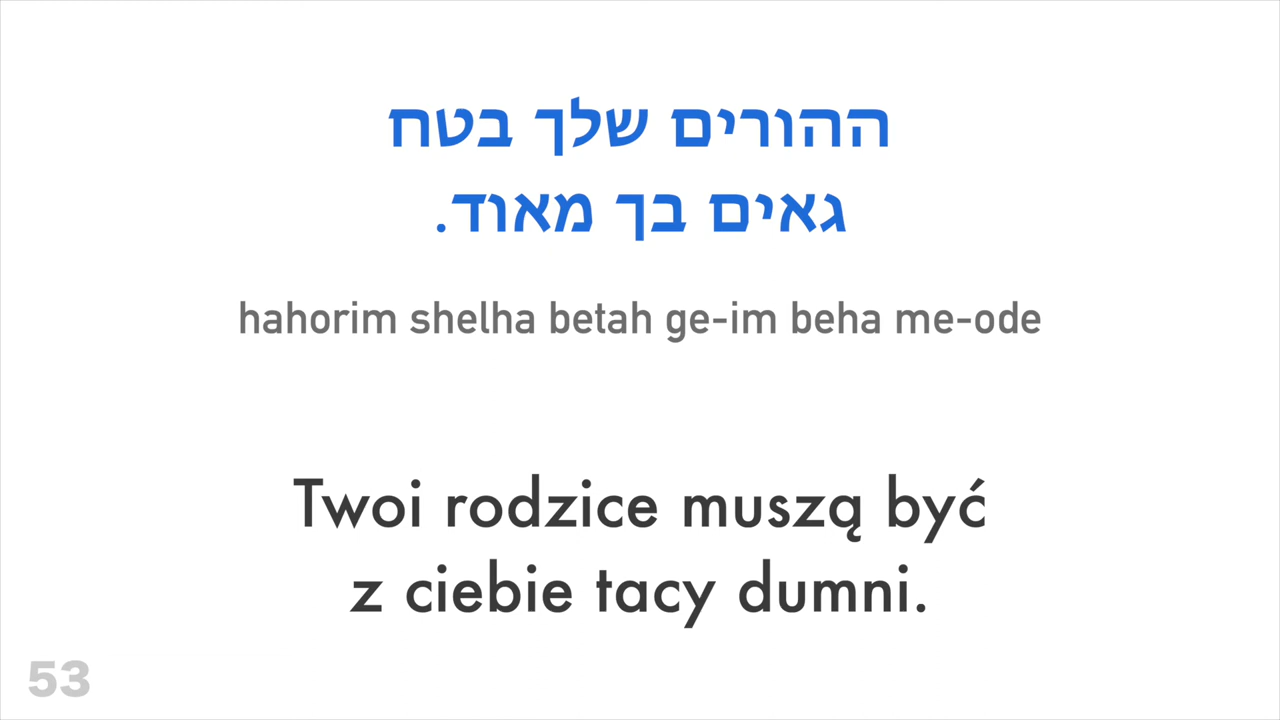 ההורים שלך בטח
גאים בך מאוד.
hahorim shelha betah ge-im beha me-ode
Twoi rodzice muszą być
z ciebie tacy dumni.
53